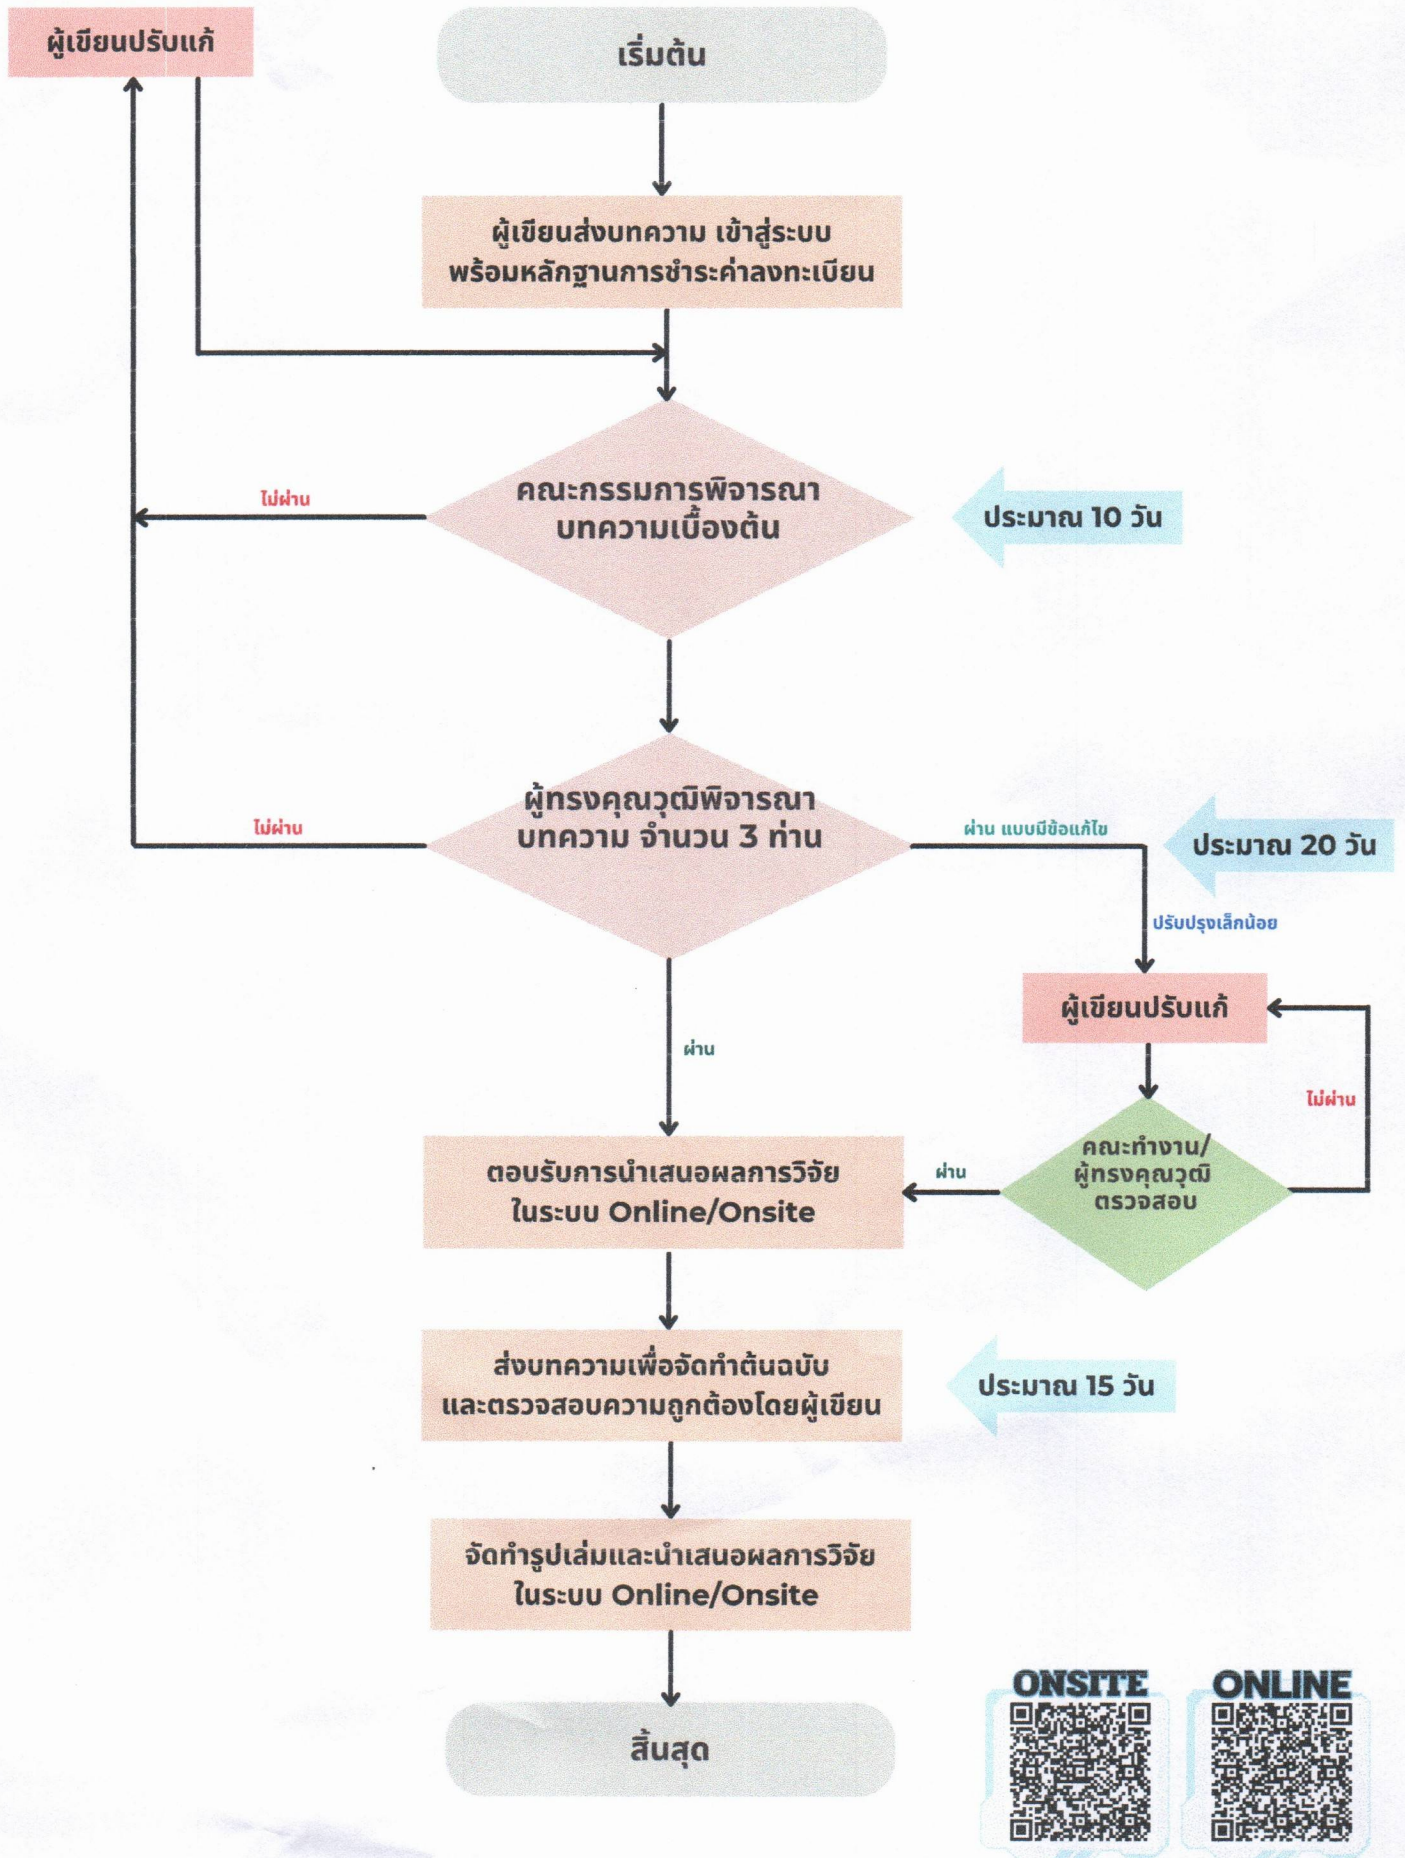 ผู้เขียนปรับแก้
เริ่มต้น
ผู้เขียนส่งบทความ เข้าสู่ระบบ
พร้อมหลักฐานการชำระค่าลงทะเบียน
ไม่ผ่าน
คณะกรรมการพิจารณา
บทความเบื้องต้น
ประมาณ 10 วัน
ไม่ผ่าน
ผู้ทรงคุณวุฒิพิจารณา
บทความ จำนวน 3 ท่าน
ผ่าน แบบมีข้อแก้ไข
ประมาณ 20 วัน
ปรับปรุงเล็กน้อย
ผู้เขียนปรับแก้
ผ่าน
ไม่ผ่าน
คณะทำงาน/
ผู้ทรงคุณวุฒิ
ตรวจสอบ
ผ่าน
ตอบรับการนำเสนอผลการวิจัย
ในระบบ Online/Onsite
ส่งบทความเพื่อจัดทำต้นฉบับ
และตรวจสอบความถูกต้องโดยผู้เขียน
ประมาณ 15 วัน
จัดทำรูปเล่มและนำเสนอผลการวิจัย
ในระบบ Online/Onsite
สิ้นสุด
ONSITE
ONLINE